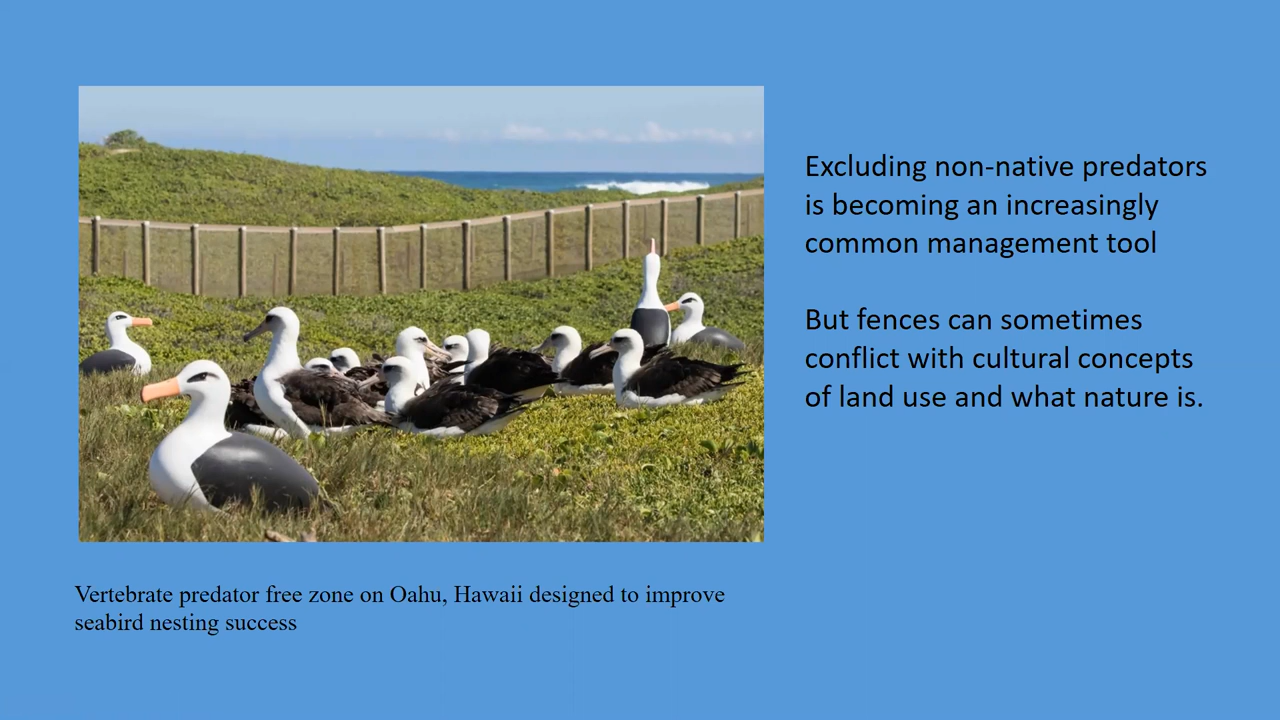 Excluding non-native predators
is becoming an increasingly
common management tool
But fences can sometimes
conflict with cultural concepts
of land use and what nature is.
Vertebrate predator free zone on Oahu, Hawaii designed to improve
seabird nesting success